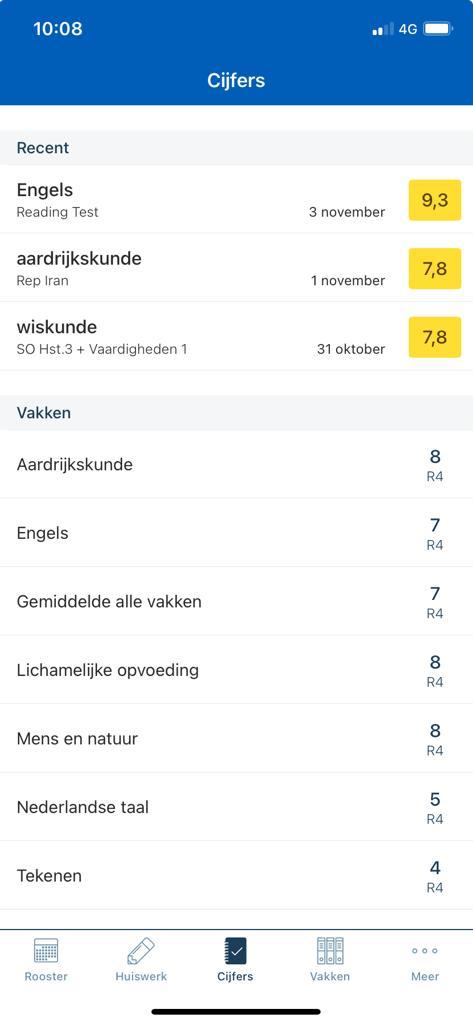 10:08
4G
Cijfers
Recent
Engels
Reading Test
3 november
9,3
aardrijkskunde
Rep Iran
1 november
7,8
wiskunde
SO Hst.3 + Vaardigheden 1
31 oktober
7,8
Vakken
Aardrijkskunde
8
R4
Engels
7
R4
Gemiddelde alle vakken
7
R4
Lichamelijke opvoeding
8
R4
Mens en natuur
8
R4
Nederlandse taal
5
R4
Tekenen
4
R4
Rooster
Huiswerk
Cijfers
Vakken
Meer